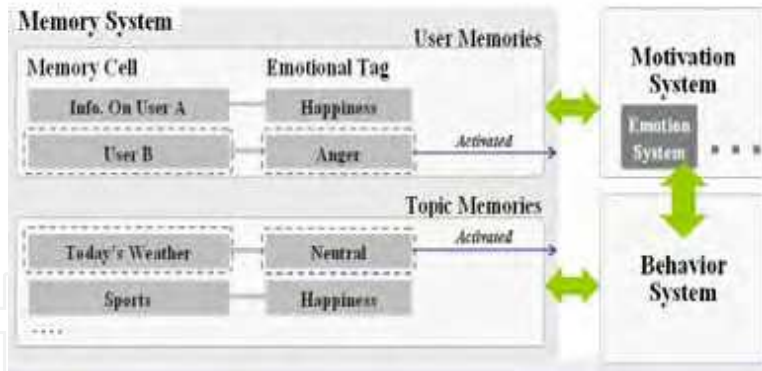 Memory System
User Memories
Memory Cell Emotional Tag
Info. On User A Happiness
User B Anger
Activated
Topic Memories
Today's Weather Neutral
Activated
Sports Happiness
....
Motivation
System
Emotion
System
Behavior
System